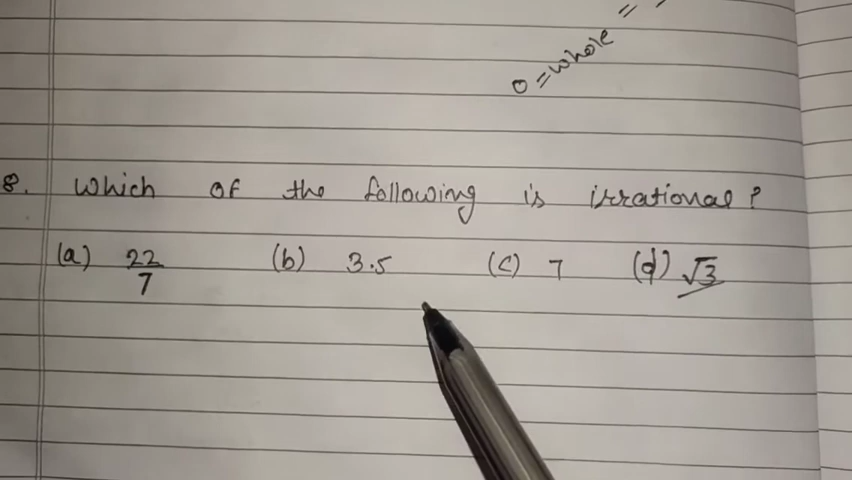 0 = whole =
8. Which of the following is irrational?
(a) 22/7 (b) 3.5 (c) 7 (d) √3